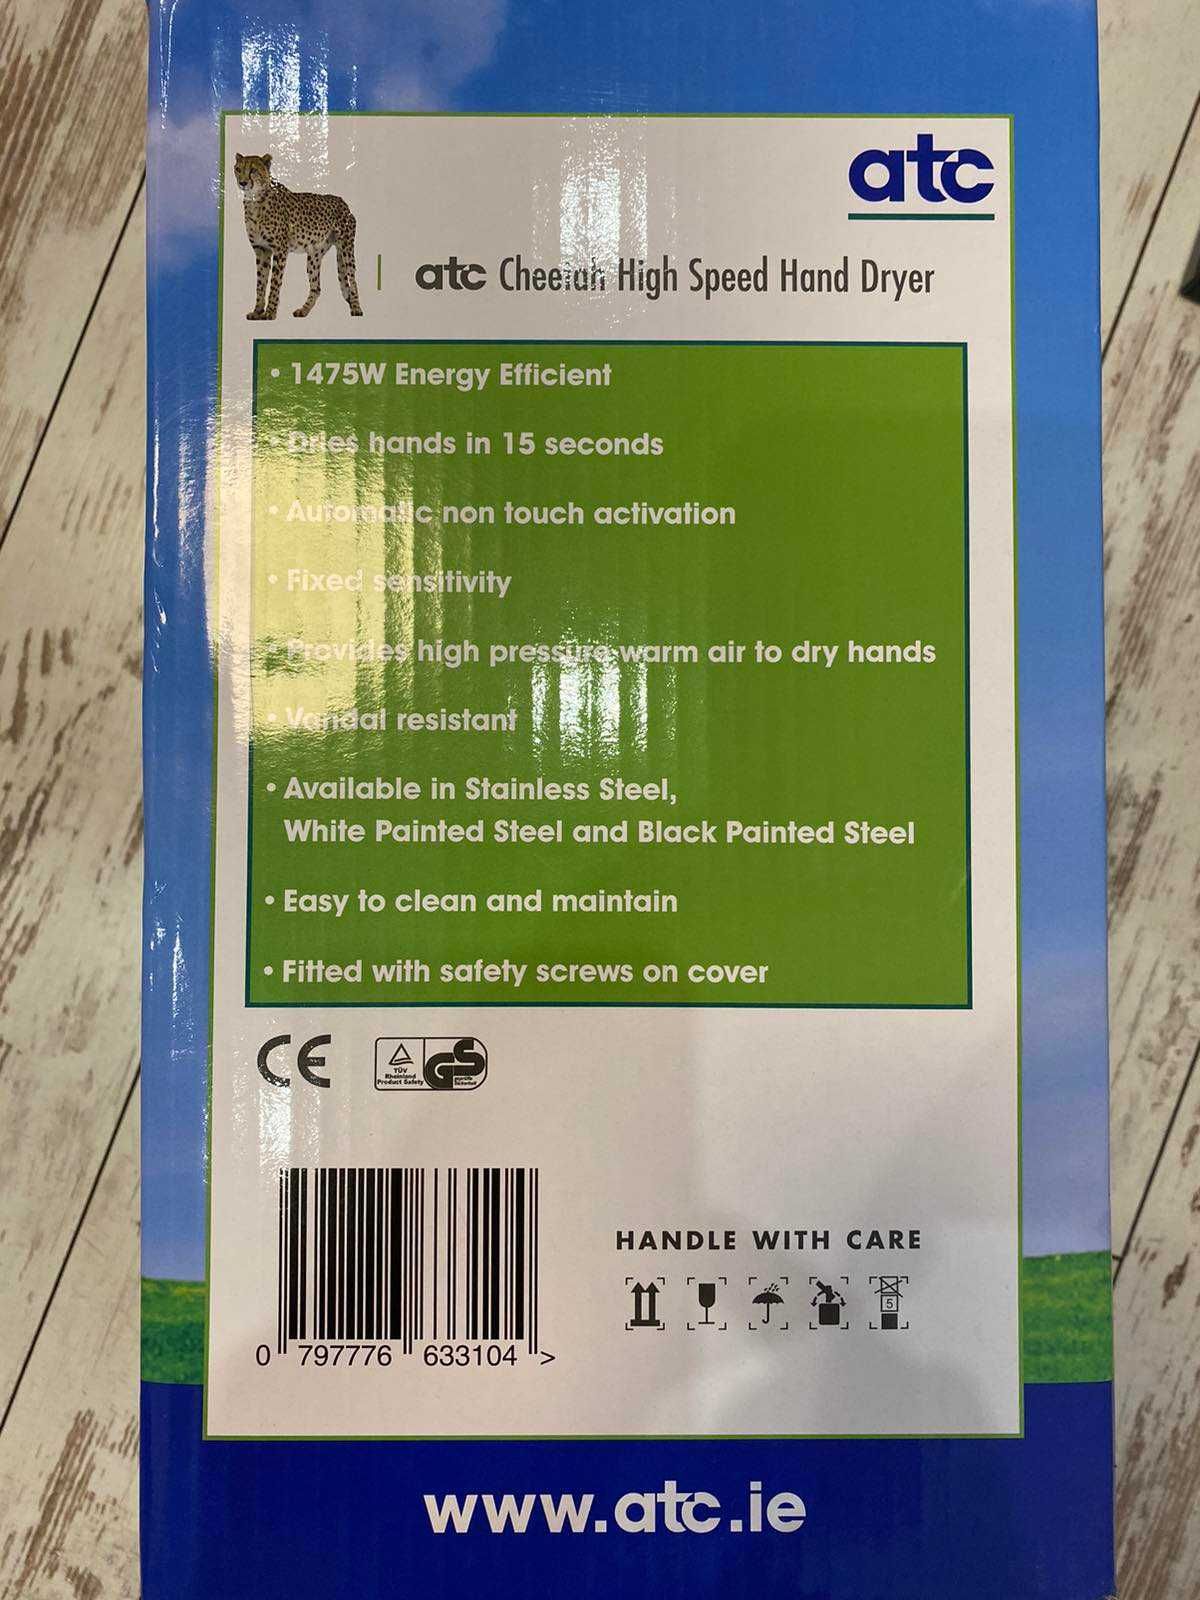 atc
atc Cheetah High Speed Hand Dryer
• 1475W Energy Efficient
• Dries hands in 15 seconds
• Automatic non touch activation
• Fixed sensitivity
• Provides high pressure warm air to dry hands
• Vandal resistant
• Available in Stainless Steel,
White Painted Steel and Black Painted Steel
• Easy to clean and maintain
• Fitted with safety screws on cover
CE
TÜV
Rheinland
Product Safety
GS
geprüfte
Sicherheit
HANDLE WITH CARE
5
0 797776 633104 >
www.atc.ie